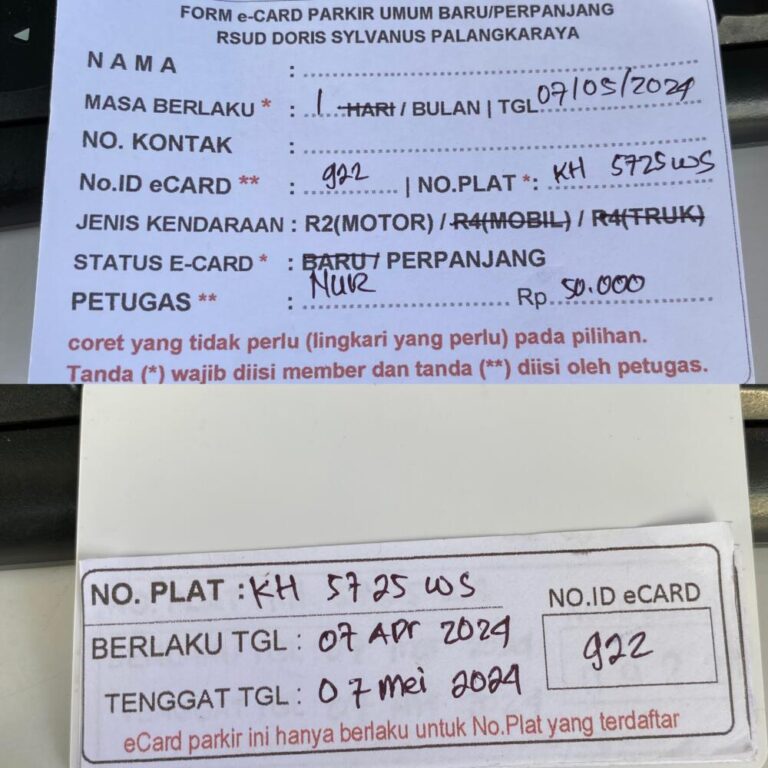 FORM e-CARD PARKIR UMUM BARU/PERPANJANG
RSUD DORIS SYLVANUS PALANGKARAYA
NAMA :
MASA BERLAKU * : 1 HARI / BULAN | TGL 07/05/2024
NO. KONTAK :
No.ID eCARD ** : 922 | NO.PLAT *: KH 5725 WS
JENIS KENDARAAN : R2(MOTOR) / R4(MOBIL) / R4(TRUK)
STATUS E-CARD * : BARU / PERPANJANG
PETUGAS ** : NUR Rp. 50.000
coret yang tidak perlu (lingkari yang perlu) pada pilihan.
Tanda (*) wajib diisi member dan tanda (**) diisi oleh petugas.
NO. PLAT : KH 5725 WS
NO.ID eCARD
BERLAKU TGL : 07 Apr 2024
922
TENGGAT TGL : 07 Mei 2024
eCard parkir ini hanya berlaku untuk No.Plat yang terdaftar